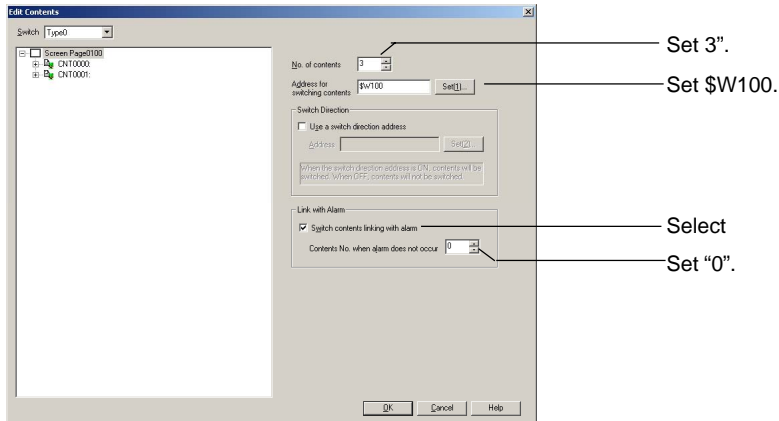 Edit Contents
Switch Type0
Screen Page0100
CNT0000:
CNT0001:
No. of contents 3
Address for
switching contents $W100 Set[1]...
Switch Direction
Use a switch direction address
Address Set[2]...
When the switch direction address is ON, contents will be
switched. When OFF, contents will not be switched.
Link with Alarm
Switch contents linking with alarm
Contents No. when alarm does not occur 0
OK Cancel Help
Set 3”.
Set $W100.
Select
Set “0”.